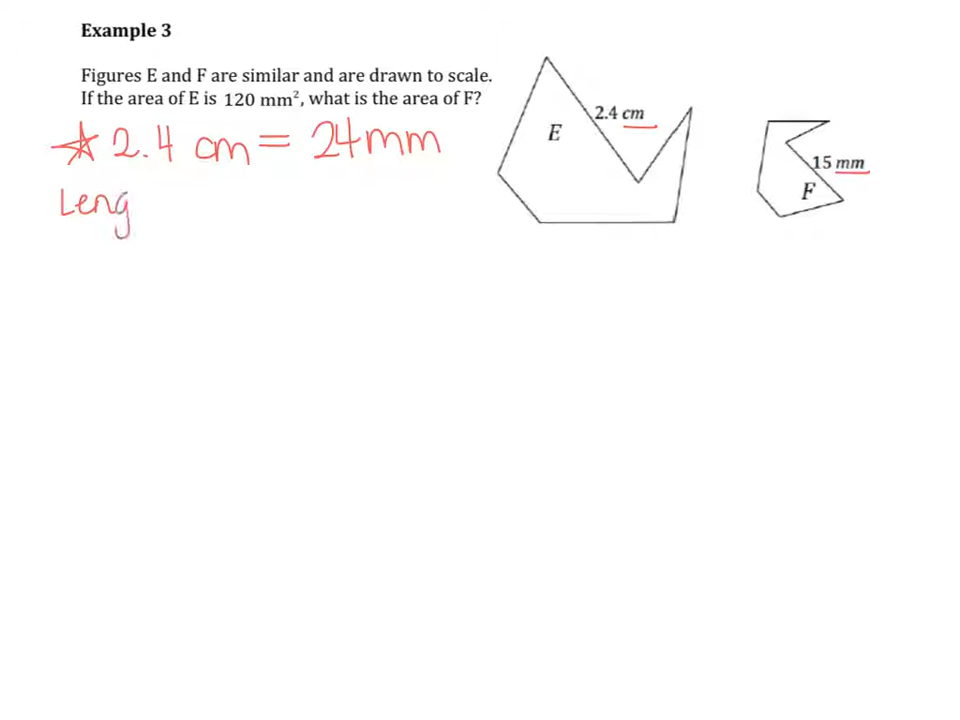 Example 3
Figures E and F are similar and are drawn to scale.
If the area of E is 120 mm², what is the area of F?
☆ 2.4 cm = 24mm
Leng
2.4 cm
E
15 mm
F